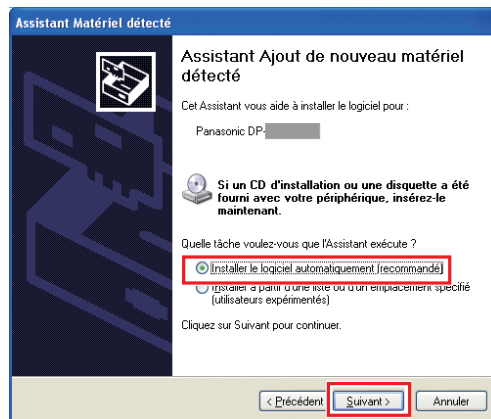 Assistant Matériel détecté
Assistant Ajout de nouveau matériel
détecté
Cet Assistant vous aide à installer le logiciel pour :
Panasonic DP-
Si un CD d'installation ou une disquette a été
fourni avec votre périphérique, insérez-le
maintenant.
Quelle tâche voulez-vous que l'Assistant exécute ?
Installer le logiciel automatiquement (recommandé)
Installer à partir d'une liste ou d'un emplacement spécifié
(utilisateurs expérimentés)
Cliquez sur Suivant pour continuer.
< Précédent Suivant > Annuler